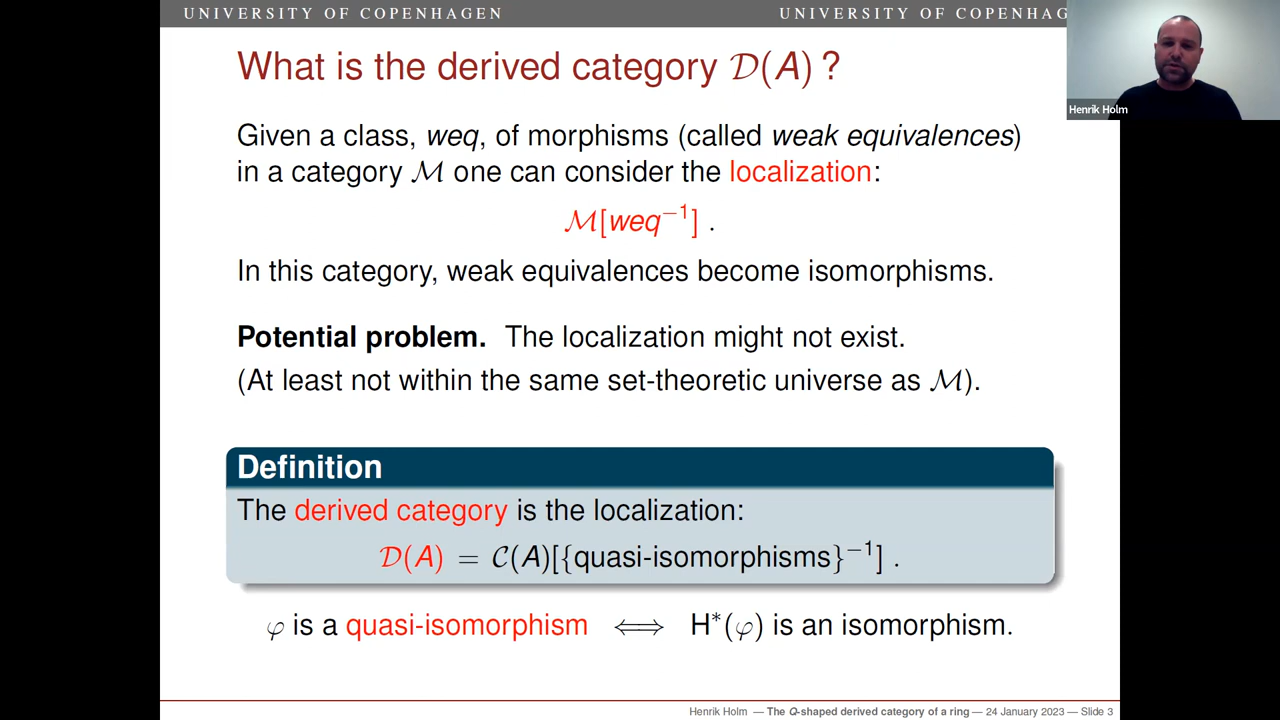 UNIVERSITY OF COPENHAGEN
UNIVERSITY OF COPENHAG
Henrik Holm
What is the derived category 𝒟(A) ?
Given a class, weq, of morphisms (called weak equivalences)
in a category ℳ one can consider the localization:
ℳ[weq⁻¹] .
In this category, weak equivalences become isomorphisms.
Potential problem. The localization might not exist.
(At least not within the same set-theoretic universe as ℳ).
Definition
The derived category is the localization:
𝒟(A) = 𝒞(A)[{quasi-isomorphisms}⁻¹] .
φ is a quasi-isomorphism ⟺ H*(φ) is an isomorphism.
Henrik Holm — The Q-shaped derived category of a ring — 24 January 2023 — Slide 3